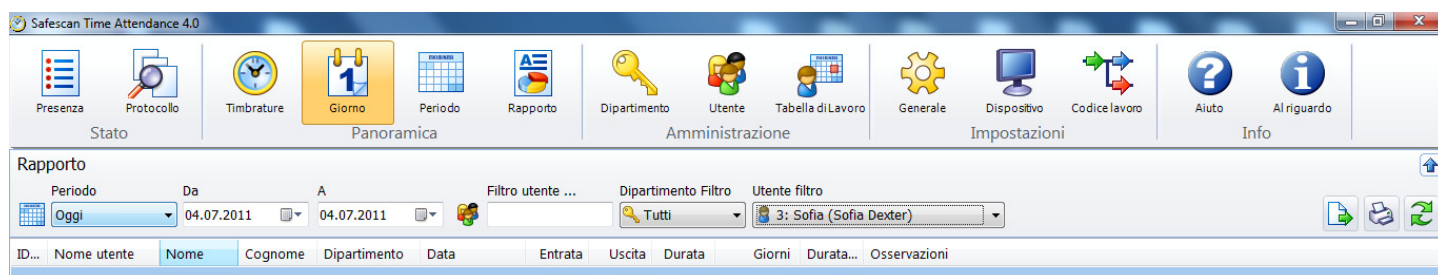 Safescan Time Attendance 4.0
Presenza Protocollo Timbrature Giorno Periodo Rapporto Dipartimento Utente Tabella di Lavoro Generale Dispositivo Codice lavoro Aiuto Al riguardo
Stato Panoramica Amministrazione Impostazioni Info
Rapporto
Periodo Da A Filtro utente ... Dipartimento Filtro Utente filtro
Oggi 04.07.2011 04.07.2011 Tutti 3: Sofia (Sofia Dexter)
ID... Nome utente Nome Cognome Dipartimento Data Entrata Uscita Durata Giorni Durata... Osservazioni